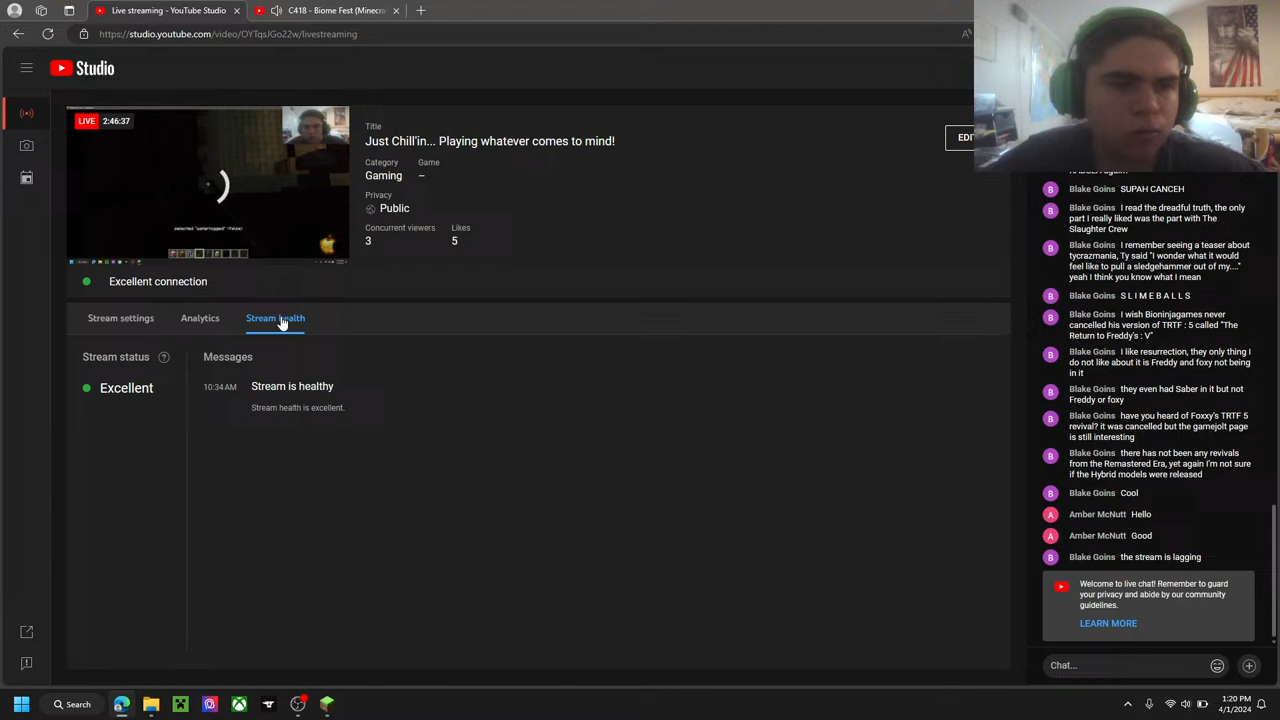 Live streaming - YouTube Studio
C418 - Biome Fest (Minecra
https://studio.youtube.com/video/OYTqsJGo22w/livestreaming
Studio
LIVE 2:46:37
selected "watertopped" (false)
Title
Just Chill'in... Playing whatever comes to mind!
EDI
Category
Game
Gaming
–
Privacy
Public
Concurrent viewers
Likes
3
5
Excellent connection
Stream settings
Analytics
Stream health
Stream status
Messages
Excellent
10:34 AM
Stream is healthy
Stream health is excellent.
Blake Goins SUPAH CANCEH
Blake Goins I read the dreadful truth, the only
part I really liked was the part with The
Slaughter Crew
Blake Goins I remember seeing a teaser about
tycrazmania, Ty said "I wonder what it would
feel like to pull a sledgehammer out of my...."
yeah I think you know what I mean
Blake Goins S L I M E B A L L S
Blake Goins I wish Bioninjagames never
cancelled his version of TRTF : 5 called "The
Return to Freddy's : V"
Blake Goins I like resurrection, they only thing I
do not like about it is Freddy and foxy not being
in it
Blake Goins they even had Saber in it but not
Freddy or foxy
Blake Goins have you heard of Foxxy's TRTF 5
revival? it was cancelled but the gamejolt page
is still interesting
Blake Goins there has not been any revivals
from the Remastered Era, yet again I'm not sure
if the Hybrid models were released
Blake Goins Cool
Amber McNutt Hello
Amber McNutt Good
Blake Goins the stream is lagging
Welcome to live chat! Remember to guard
your privacy and abide by our community
guidelines.
LEARN MORE
Chat...
Search
1:20 PM
4/1/2024